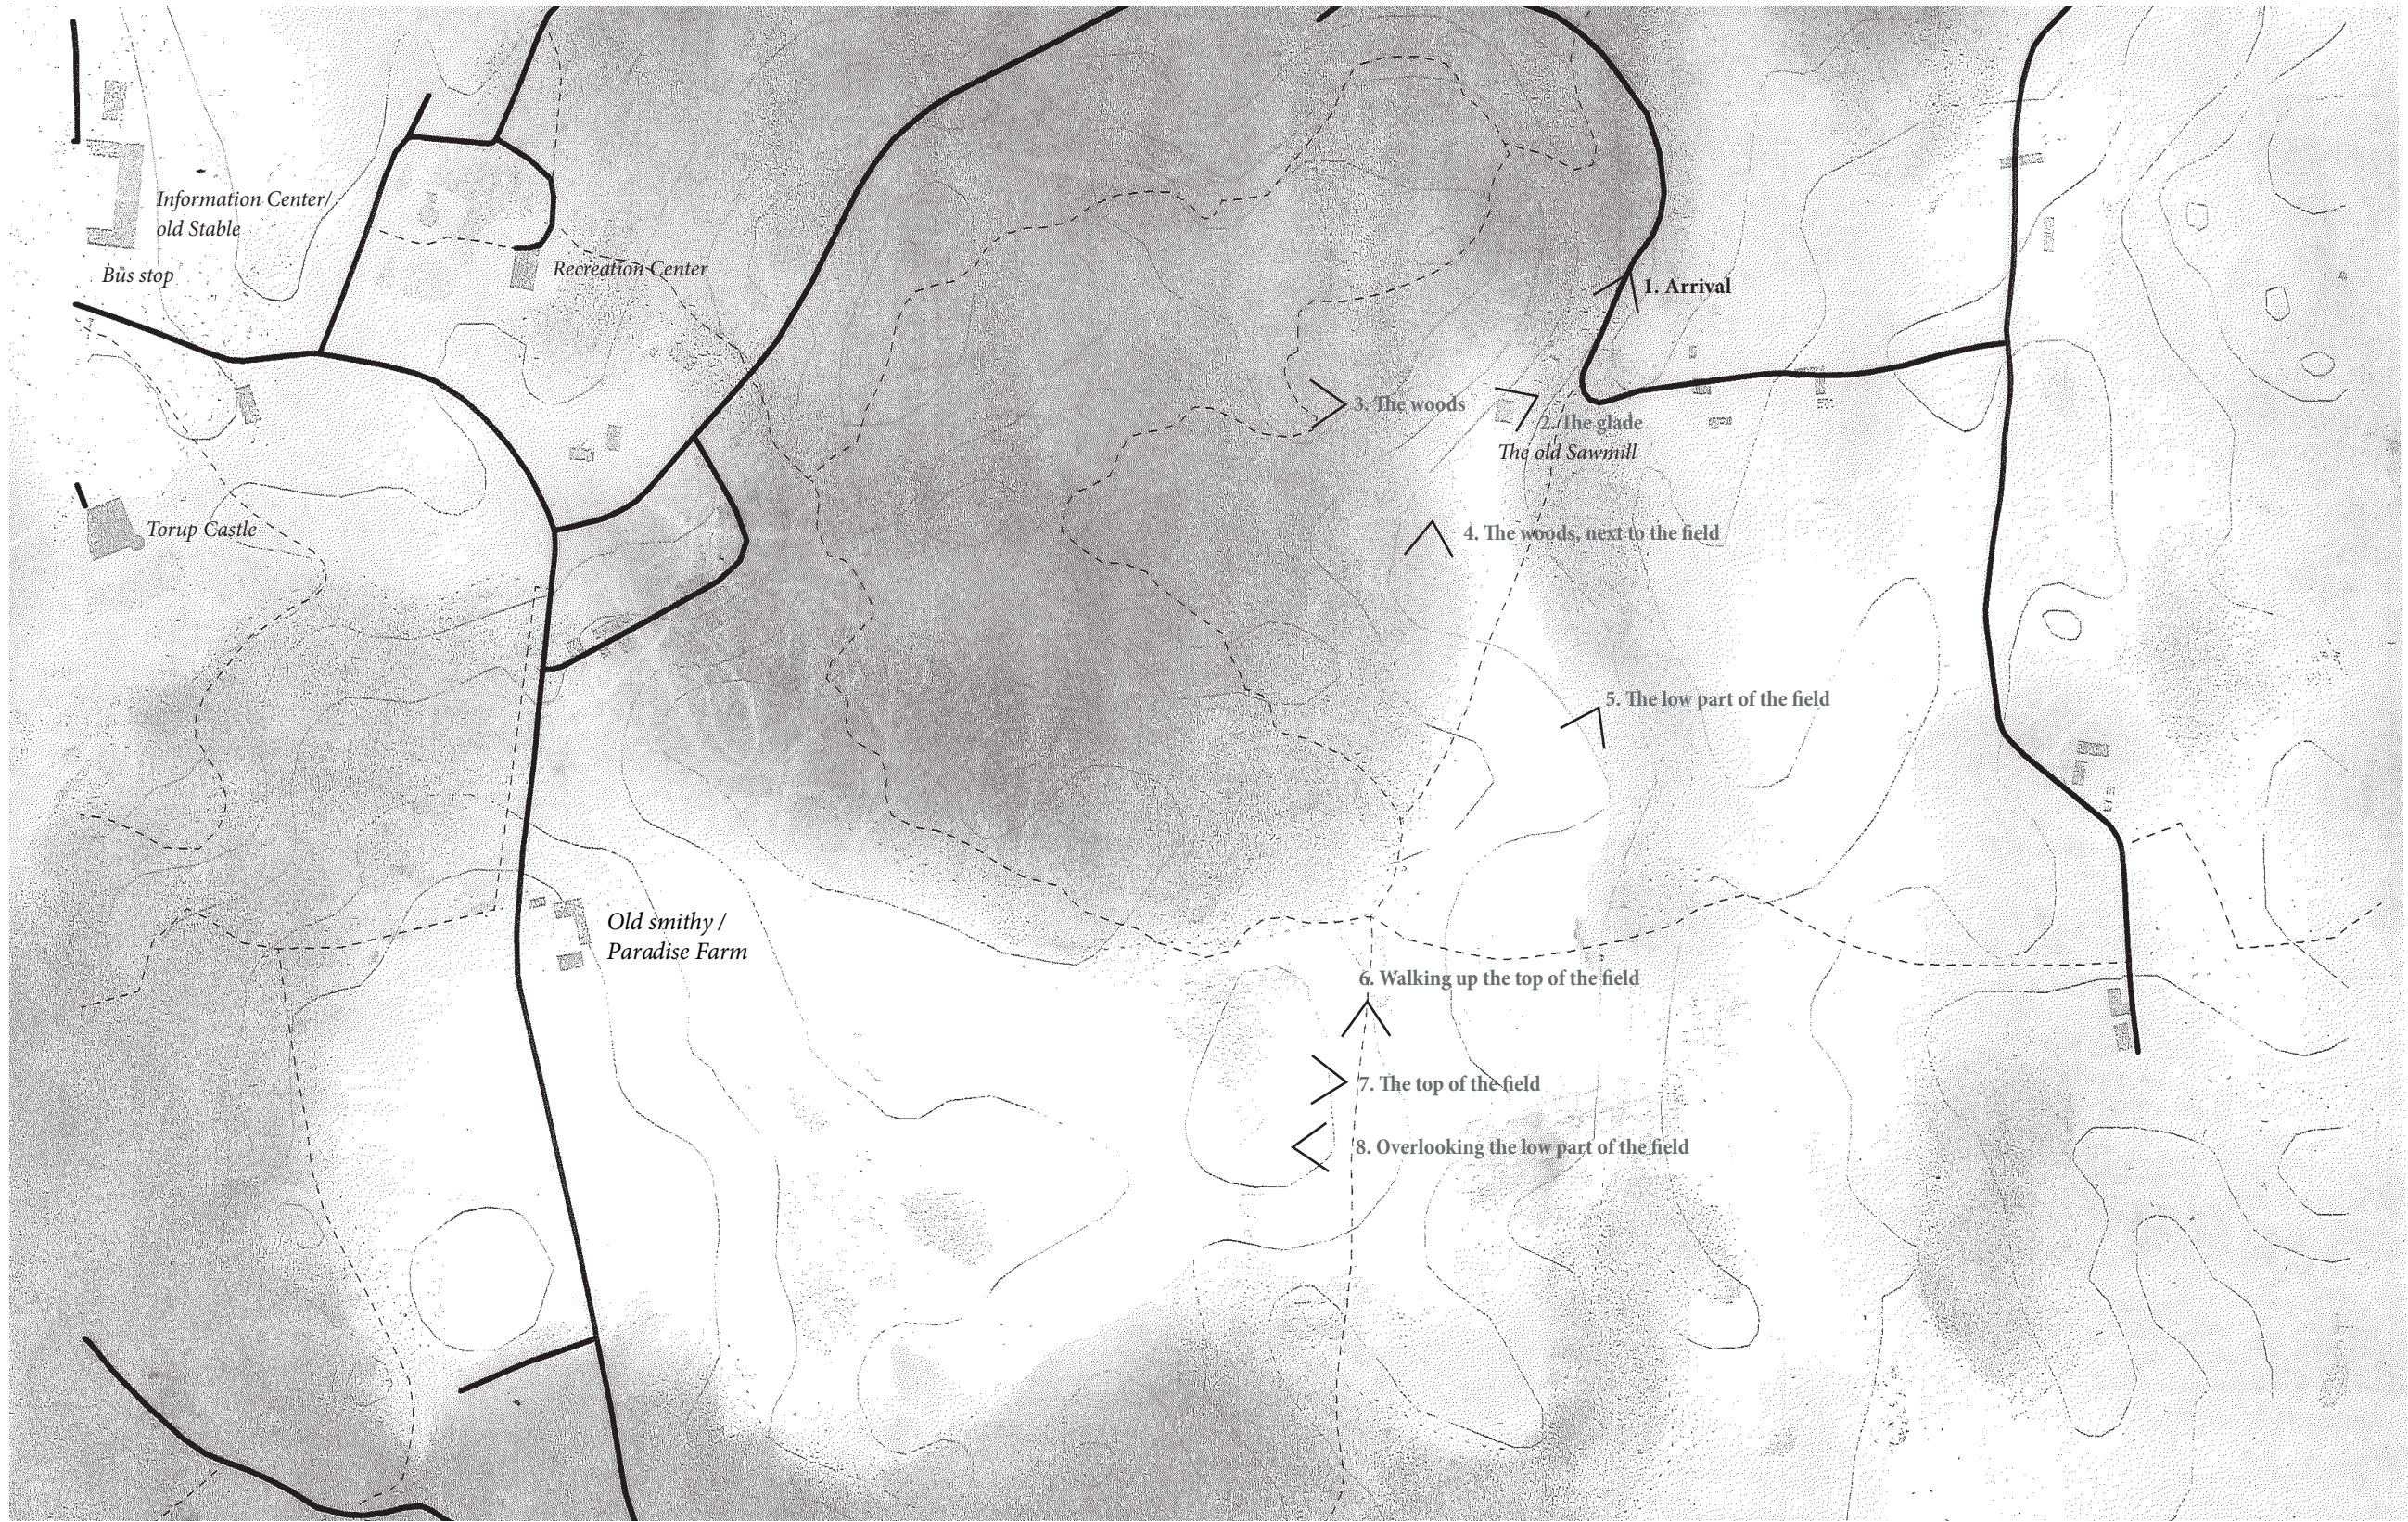 Information Center/
old Stable
Bus stop
Recreation Center
1. Arrival
3. The woods
2. The glade
The old Sawmill
Torup Castle
4. The woods, next to the field
5. The low part of the field
Old smithy /
Paradise Farm
6. Walking up the top of the field
7. The top of the field
8. Overlooking the low part of the field